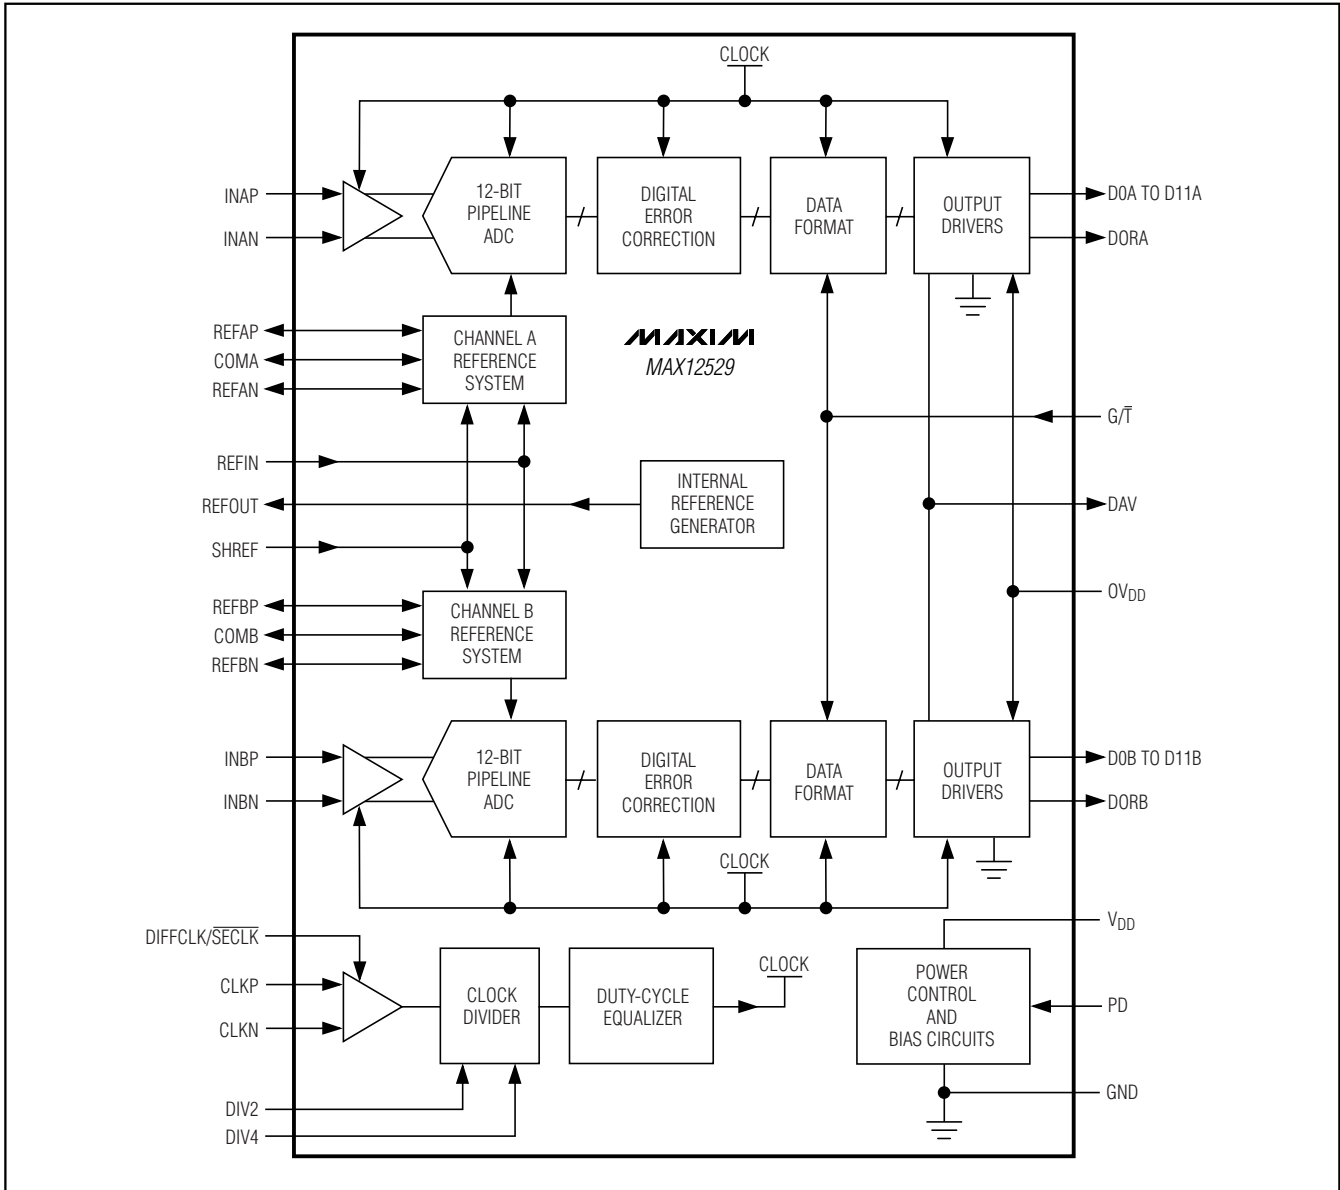 CLOCK
INAP
INAN
12-BIT
PIPELINE
ADC
DIGITAL
ERROR
CORRECTION
DATA
FORMAT
OUTPUT
DRIVERS
D0A TO D11A
DORA
REFAP
COMA
REFAN
CHANNEL A
REFERENCE
SYSTEM
MAXIM
MAX12529
G/T̅
REFIN
REFOUT
SHREF
INTERNAL
REFERENCE
GENERATOR
DAV
OVDD
REFBP
COMB
REFBN
CHANNEL B
REFERENCE
SYSTEM
INBP
INBN
12-BIT
PIPELINE
ADC
DIGITAL
ERROR
CORRECTION
DATA
FORMAT
OUTPUT
DRIVERS
D0B TO D11B
DORB
CLOCK
DIFFCLK/S̅E̅C̅L̅K̅
CLKP
CLKN
CLOCK
DIVIDER
DUTY-CYCLE
EQUALIZER
CLOCK
VDD
POWER
CONTROL
AND
BIAS CIRCUITS
PD
GND
DIV2
DIV4